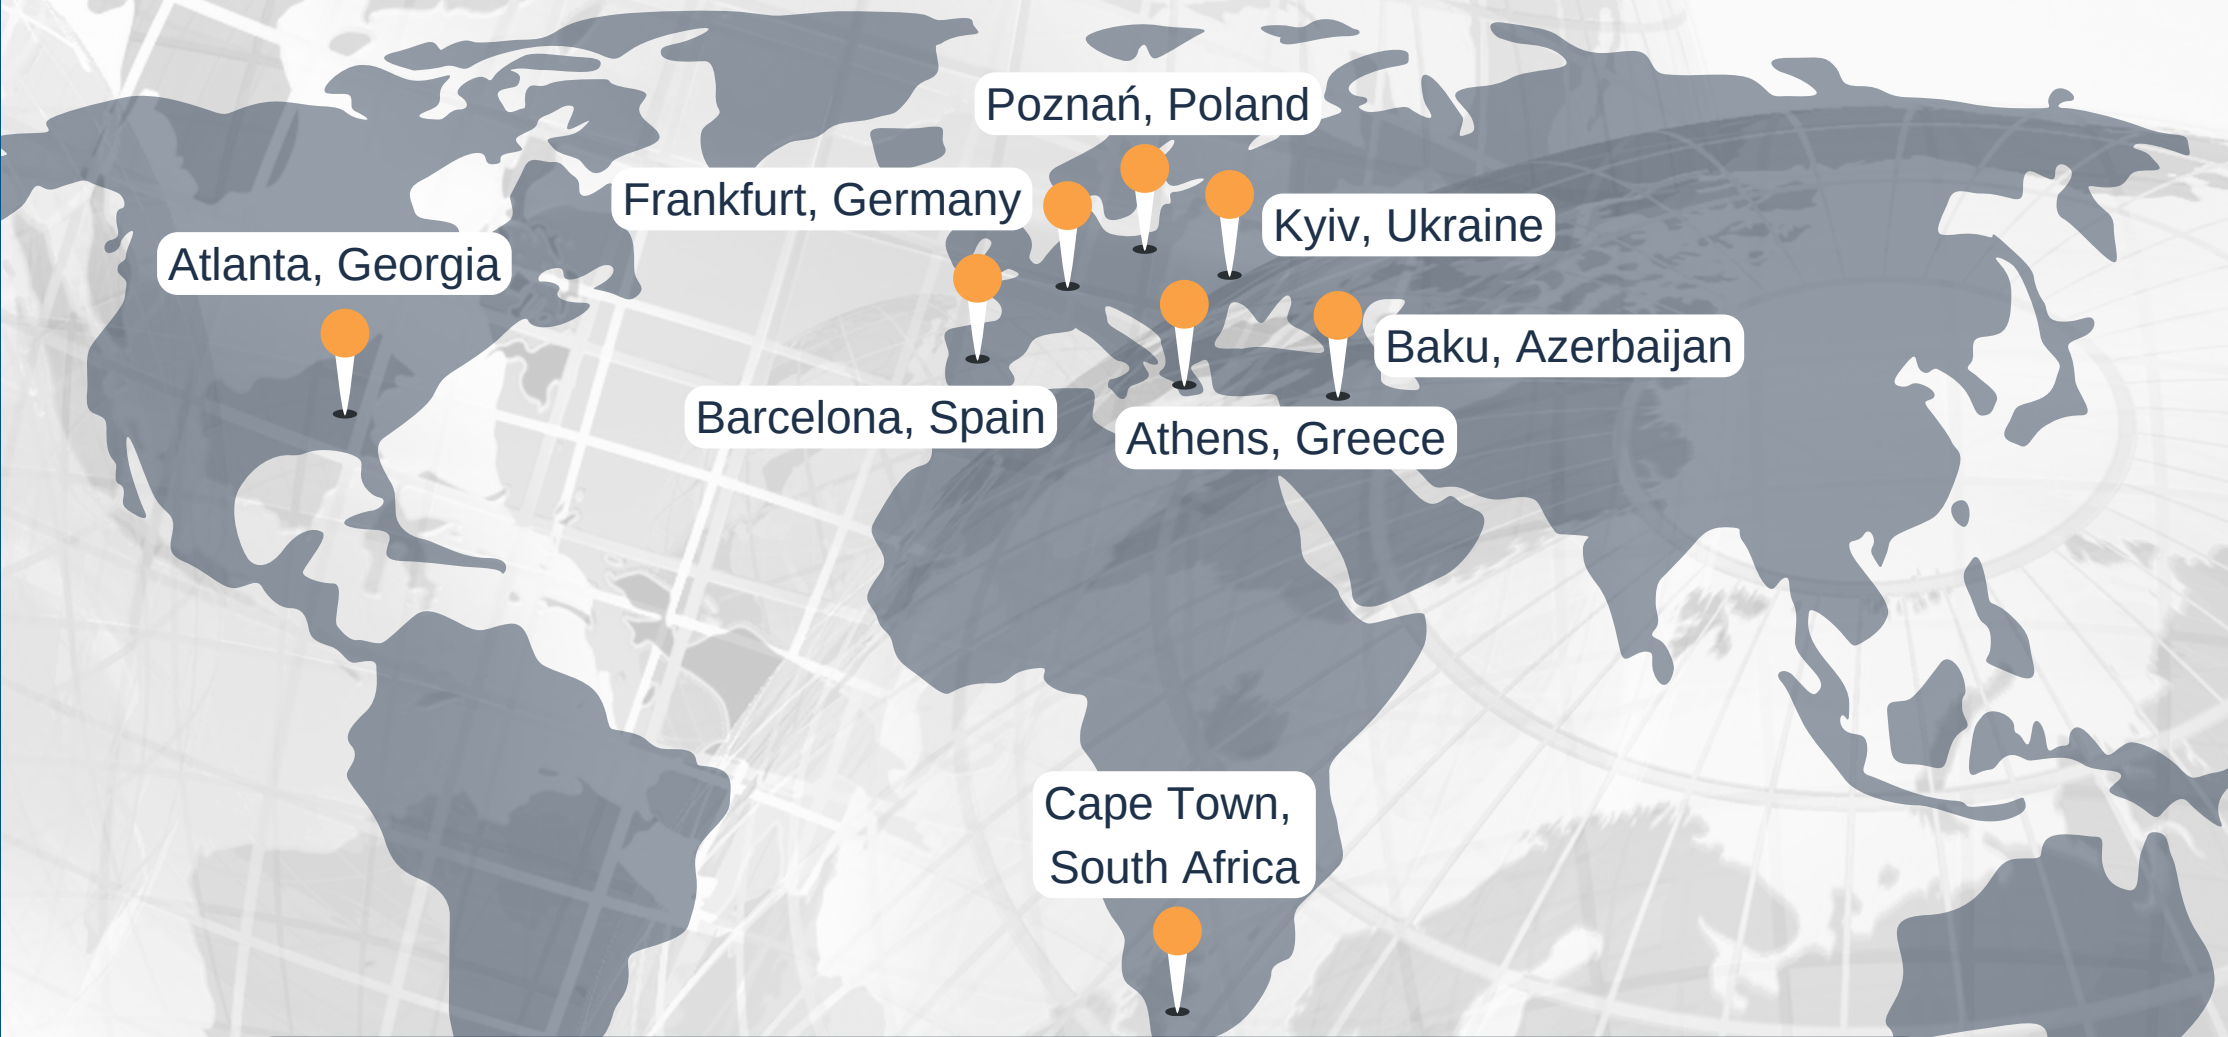 Poznań, Poland
Frankfurt, Germany
Kyiv, Ukraine
Atlanta, Georgia
Baku, Azerbaijan
Barcelona, Spain
Athens, Greece
Cape Town,
South Africa